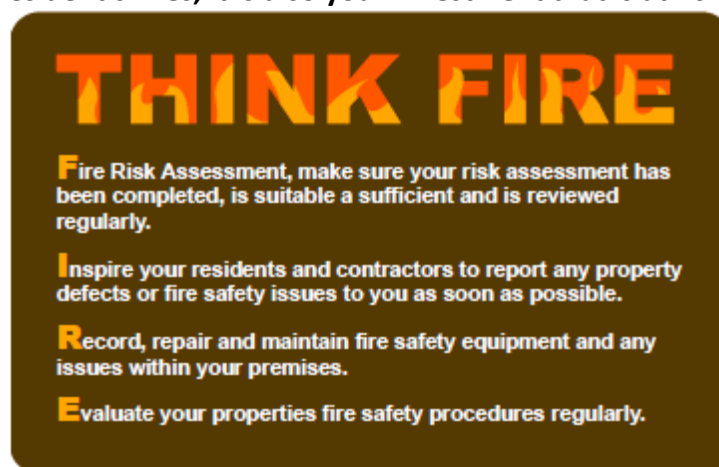 THINK FIRE
Fire Risk Assessment, make sure your risk assessment has
been completed, is suitable a sufficient and is reviewed
regularly.
Inspire your residents and contractors to report any property
defects or fire safety issues to you as soon as possible.
Record, repair and maintain fire safety equipment and any
issues within your premises.
Evaluate your properties fire safety procedures regularly.